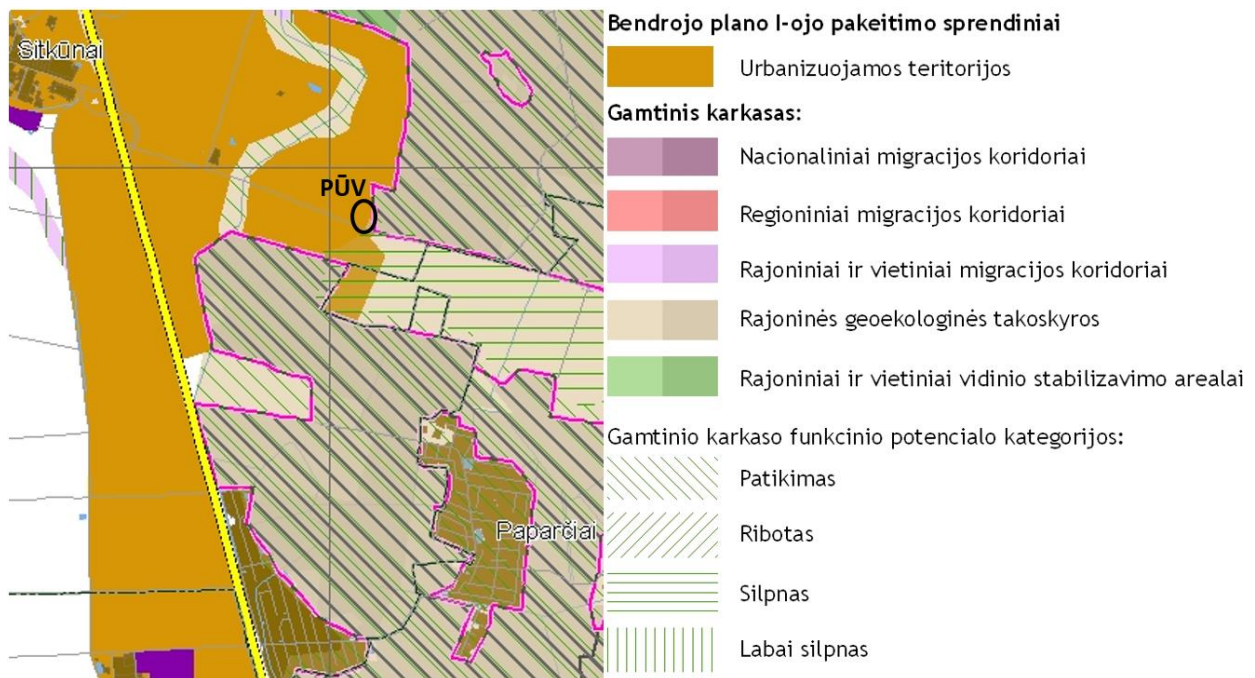 Sitkūnai
PŪV
Paparčiai
Bendrojo plano I-ojo pakeitimo sprendiniai
Urbanizuojamos teritorijos
Gamtinis karkasas:
Nacionaliniai migracijos koridoriai
Regioniniai migracijos koridoriai
Rajoniniai ir vietiniai migracijos koridoriai
Rajoninės geoekologinės takoskyros
Rajoniniai ir vietiniai vidinio stabilizavimo arealai
Gamtinio karkaso funkcinio potencialo kategorijos:
Patikimas
Ribotas
Silpnas
Labai silpnas